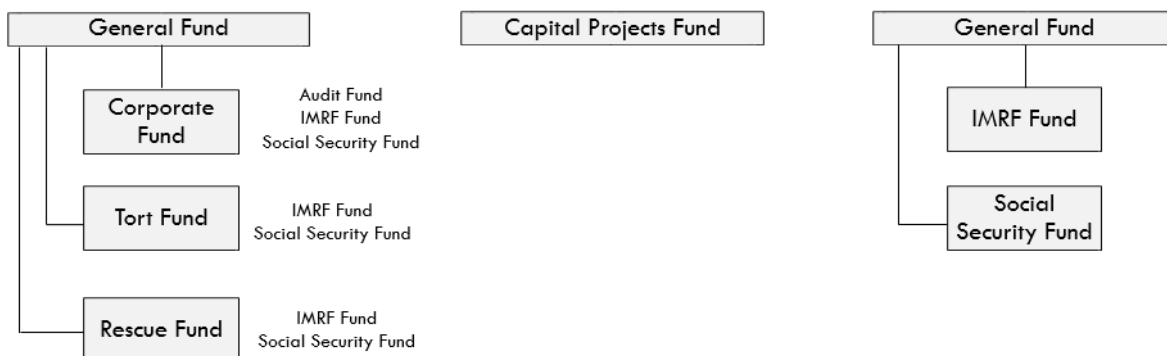 General Fund
Capital Projects Fund
General Fund
Corporate
Fund
Audit Fund
IMRF Fund
Social Security Fund
IMRF Fund
Tort Fund
IMRF Fund
Social Security Fund
Social
Security Fund
Rescue Fund
IMRF Fund
Social Security Fund